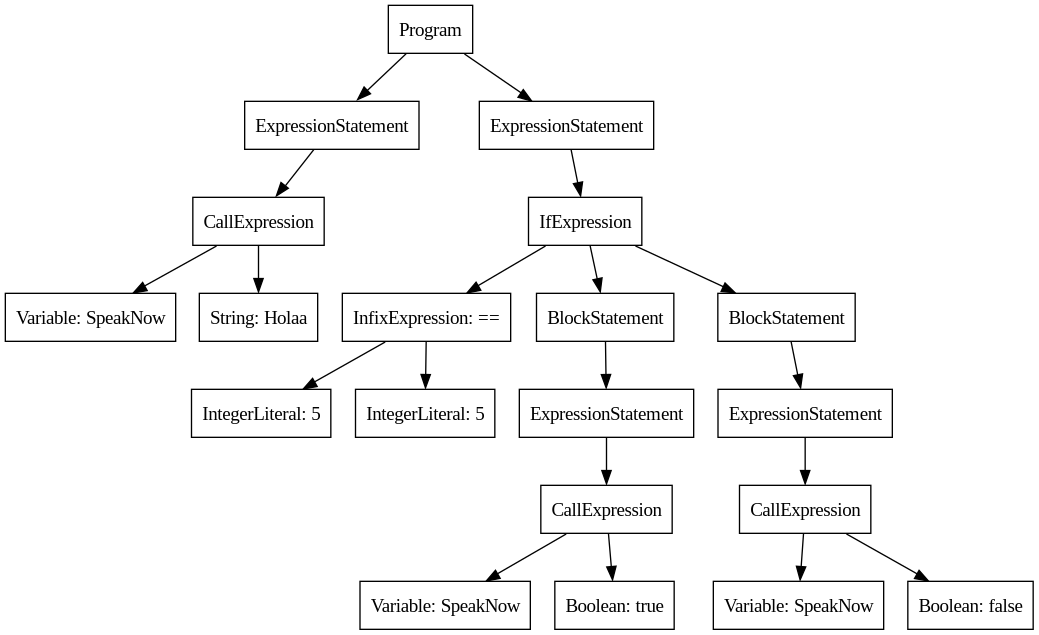 Program
ExpressionStatement
ExpressionStatement
CallExpression
IfExpression
Variable: SpeakNow
String: Holaa
InfixExpression: ==
BlockStatement
BlockStatement
IntegerLiteral: 5
IntegerLiteral: 5
ExpressionStatement
ExpressionStatement
CallExpression
CallExpression
Variable: SpeakNow
Boolean: true
Variable: SpeakNow
Boolean: false